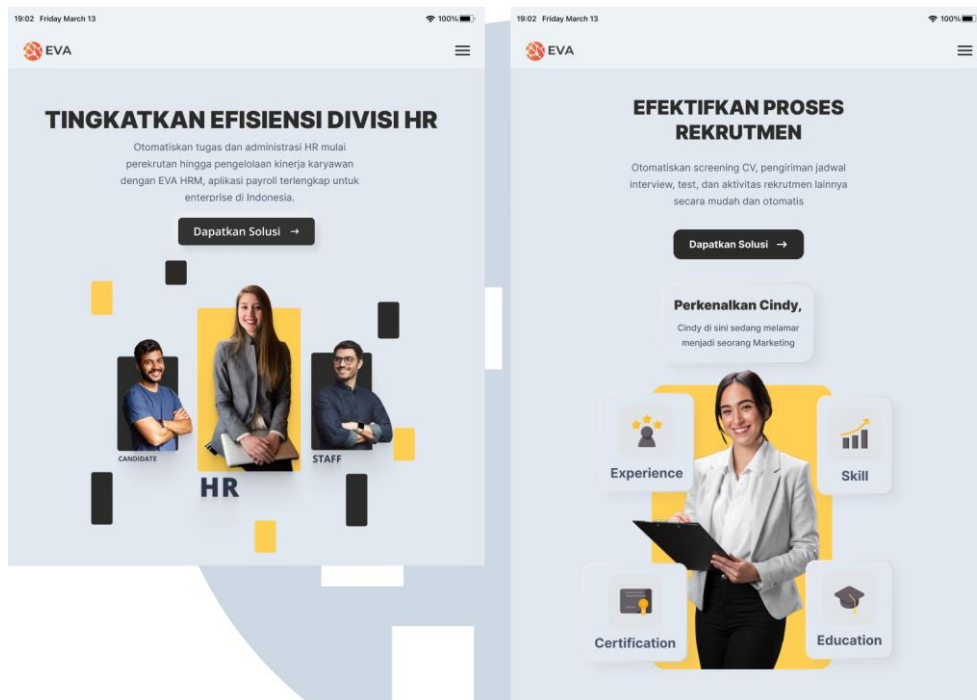 19:02 Friday March 13
100%
EVA
TINGKATKAN EFISIENSI DIVISI HR
Otomatiskan tugas dan administrasi HR mulai
perekrutan hingga pengelolaan kinerja karyawan
dengan EVA HRM, aplikasi payroll terlengkap untuk
enterprise di Indonesia.
Dapatkan Solusi →
CANDIDATE
STAFF
HR
19:02 Friday March 13
100%
EVA
EFEKTIFKAN PROSES
REKRUTMEN
Otomatiskan screening CV, pengiriman jadwal
interview, test, dan aktivitas rekrutmen lainnya
secara mudah dan otomatis
Dapatkan Solusi →
Perkenalkan Cindy,
Cindy di sini sedang melamar
menjadi seorang Marketing
Experience
Skill
Certification
Education